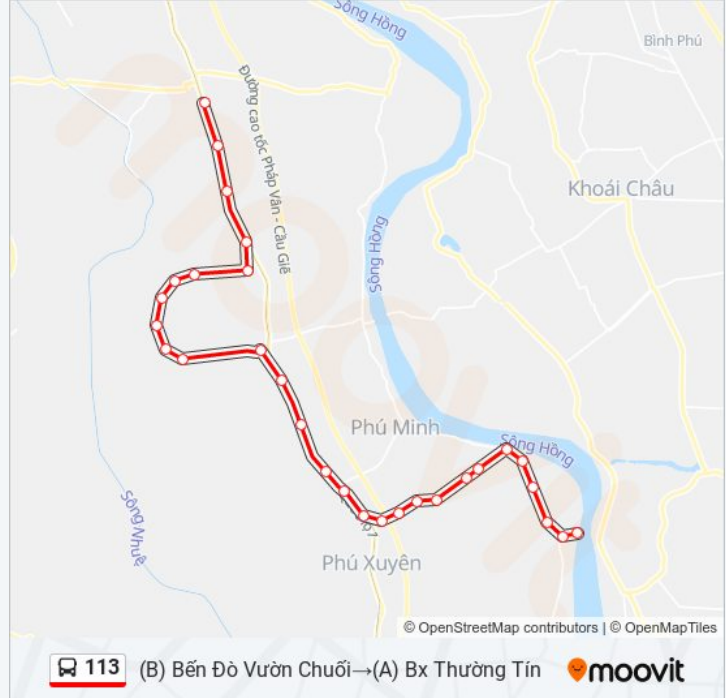 Sông Hồng
Bình Phú
Đường cao tốc Pháp Vân - Cầu Giẽ
Khoái Châu
Sông Hồng
Phú Minh
Sông Hồng
Sông Nhuệ
Phú Xuyên
© OpenStreetMap contributors | © OpenMapTiles
113 (B) Bến Đò Vườn Chuối→(A) Bx Thường Tín
moovit